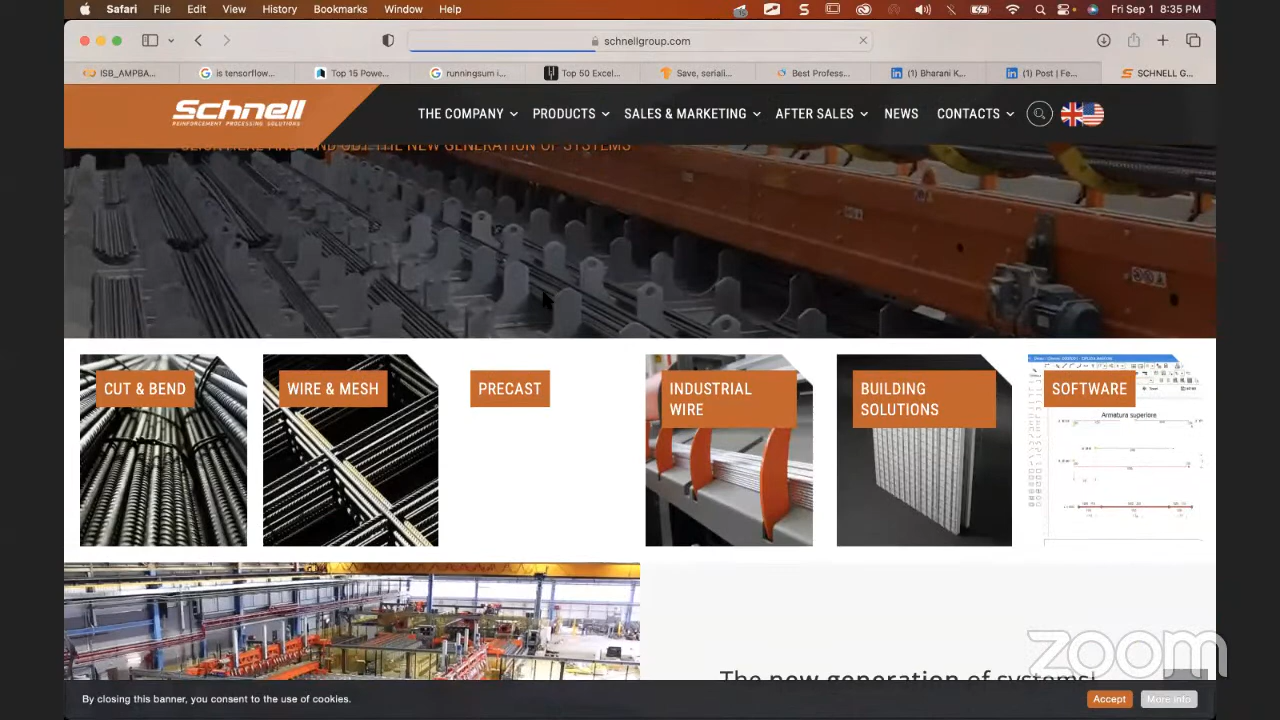 Safari File Edit View History Bookmarks Window Help
Fri Sep 1 8:35 PM
schnellgroup.com
ISB_AMPBA...
is tensorflow...
Top 15 Powe...
runningsum i...
Top 50 Excel...
Save, seriali...
Best Profess...
(1) Bharani K...
(1) Post | Fe...
SCHNELL G...
Schnell
REINFORCEMENT PROCESSING SOLUTIONS
THE COMPANY PRODUCTS SALES & MARKETING AFTER SALES NEWS CONTACTS
CLICK HERE AND FIND OUT THE NEW GENERATION OF SYSTEMS
CUT & BEND
WIRE & MESH
PRECAST
INDUSTRIAL
WIRE
BUILDING
SOLUTIONS
SOFTWARE
Armatura superiore
The new generation of systems!
zoom
By closing this banner, you consent to the use of cookies.
Accept
More info